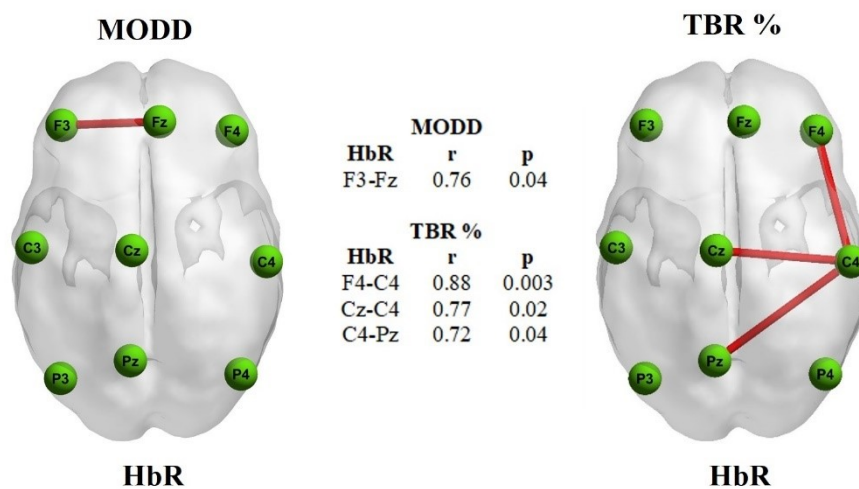 MODD
F3 Fz F4
C3 Cz C4
Pz
P3 P4
HbR
MODD
HbR r p
F3-Fz 0.76 0.04
TBR %
HbR r p
F4-C4 0.88 0.003
Cz-C4 0.77 0.02
C4-Pz 0.72 0.04
TBR %
F3 Fz F4
C3 Cz C4
Pz
P3 P4
HbR